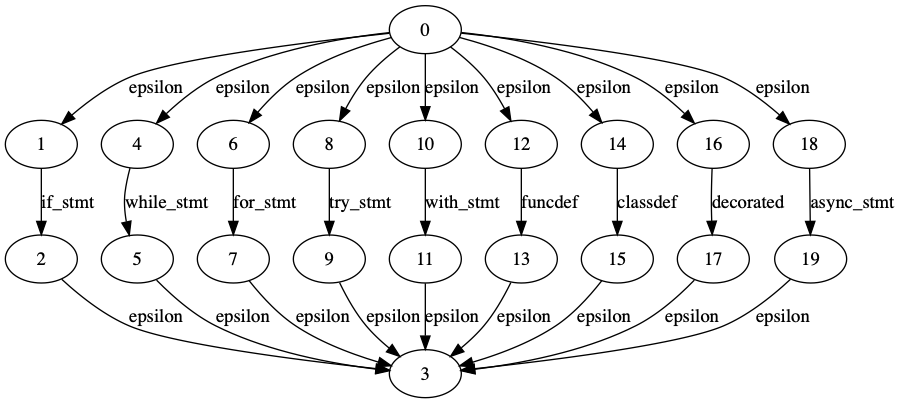 0
epsilon epsilon epsilon epsilon epsilon epsilon epsilon epsilon epsilon
1 4 6 8 10 12 14 16 18
if_stmt while_stmt for_stmt try_stmt with_stmt funcdef classdef decorated async_stmt
2 5 7 9 11 13 15 17 19
epsilon epsilon epsilon epsilon epsilon epsilon epsilon epsilon epsilon
3